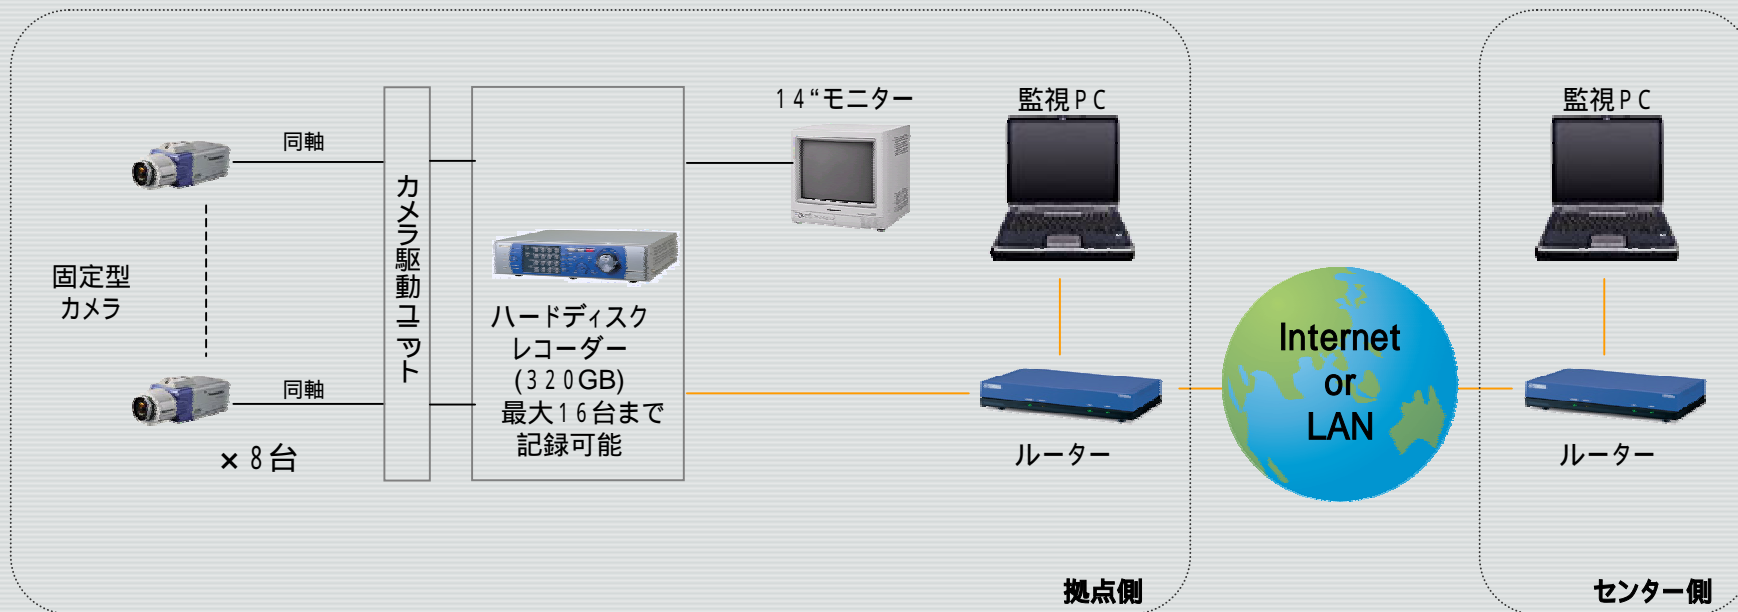 14“モニター
監視PC
監視PC
同軸
カメラ駆動ユニット
固定型
カメラ
ハードディスク
レコーダー
(320GB)
最大16台まで
記録可能
Internet
or
LAN
同軸
×8台
ルーター
ルーター
拠点側
センター側